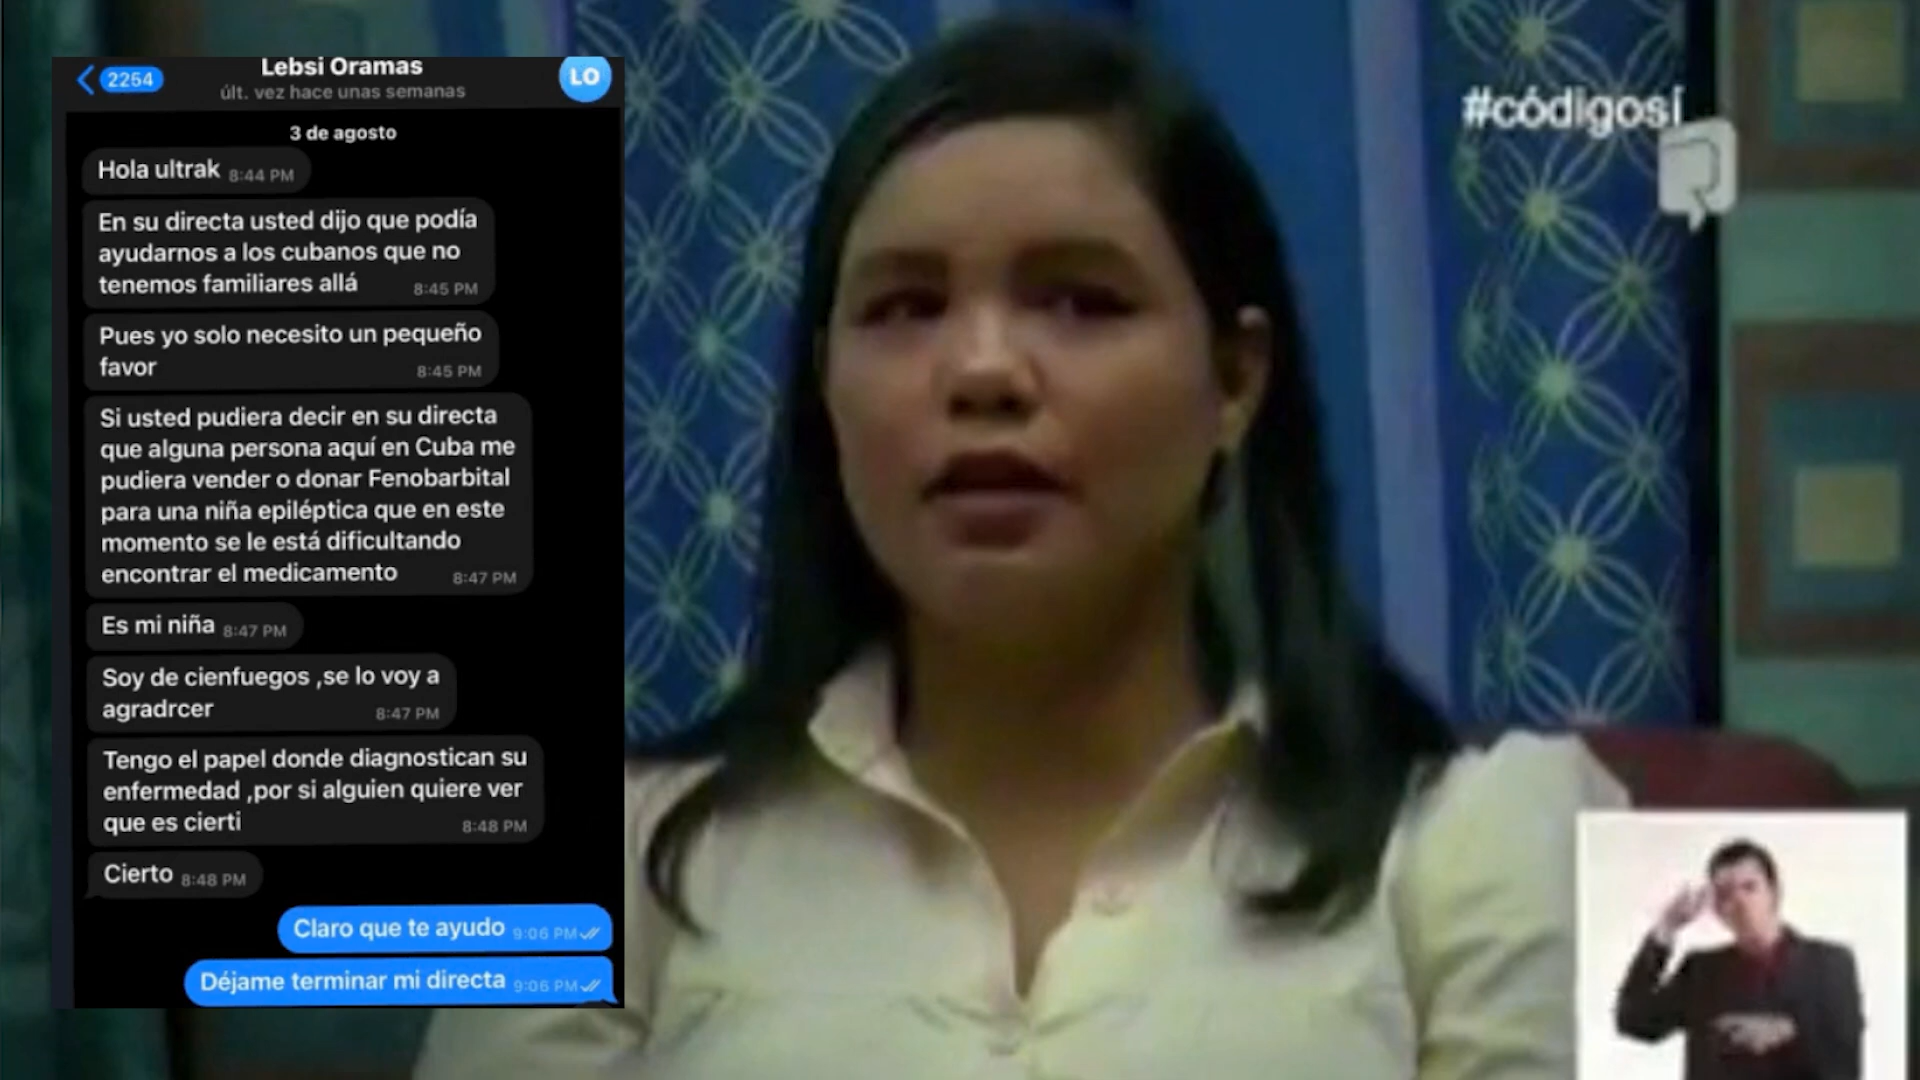 2254
Lebsi Oramas
últ. vez hace unas semanas
LO
3 de agosto
Hola ultrak 8:44 PM
En su directa usted dijo que podía
ayudarnos a los cubanos que no
tenemos familiares allá 8:45 PM
Pues yo solo necesito un pequeño
favor 8:45 PM
Si usted pudiera decir en su directa
que alguna persona aquí en Cuba me
pudiera vender o donar Fenobarbital
para una niña epiléptica que en este
momento se le está dificultando
encontrar el medicamento 8:47 PM
Es mi niña 8:47 PM
Soy de cienfuegos ,se lo voy a
agradrcer 8:47 PM
Tengo el papel donde diagnostican su
enfermedad ,por si alguien quiere ver
que es cierti 8:48 PM
Cierto 8:48 PM
Claro que te ayudo 9:06 PM
Déjame terminar mi directa 9:06 PM
#códigosí